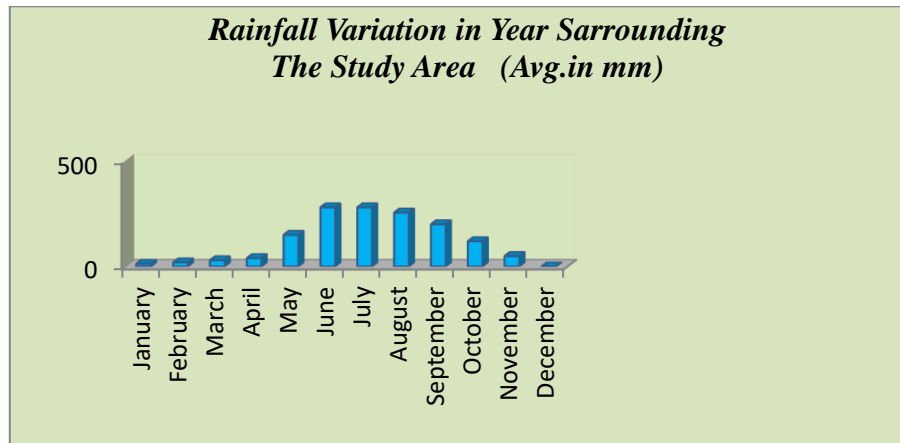 Rainfall Variation in Year Sarrounding
The Study Area (Avg.in mm)
500
0
January
February
March
April
May
June
July
August
September
October
November
December